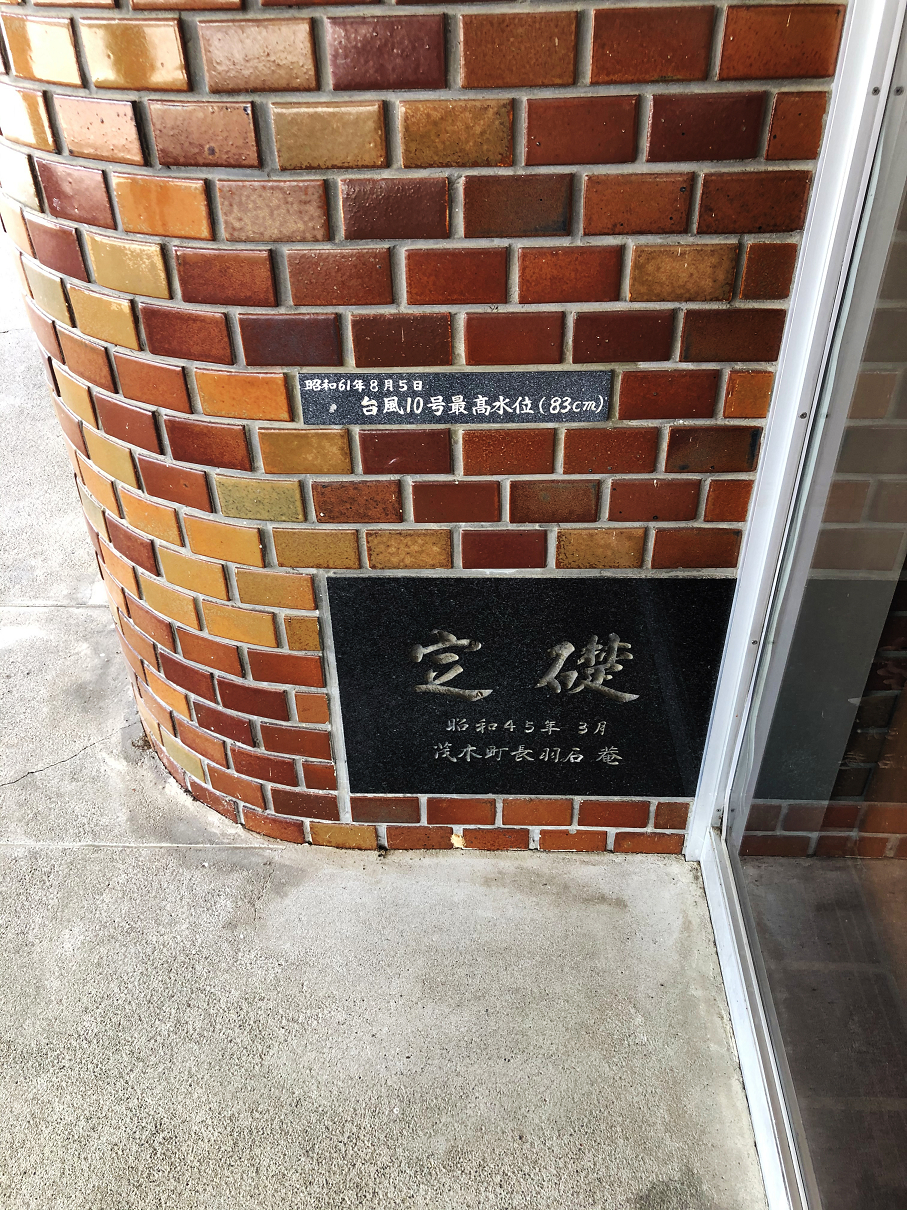 昭和61年8月5日
台風10号最高水位(83cm)
定礎
昭和45年 3月
茂木町長羽石 菴